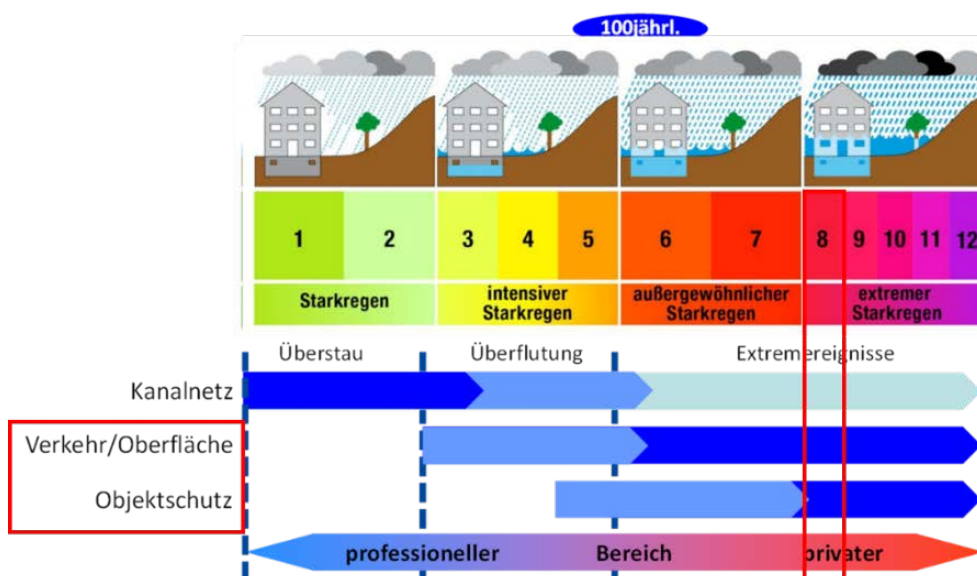 100jährl.
1 2 3 4 5 6 7 8 9 10 11 12
Starkregen
intensiver
Starkregen
außergewöhnlicher
Starkregen
extremer
Starkregen
Überstau Überflutung Extremereignisse
Kanalnetz
Verkehr/Oberfläche
Objektschutz
professioneller Bereich privater